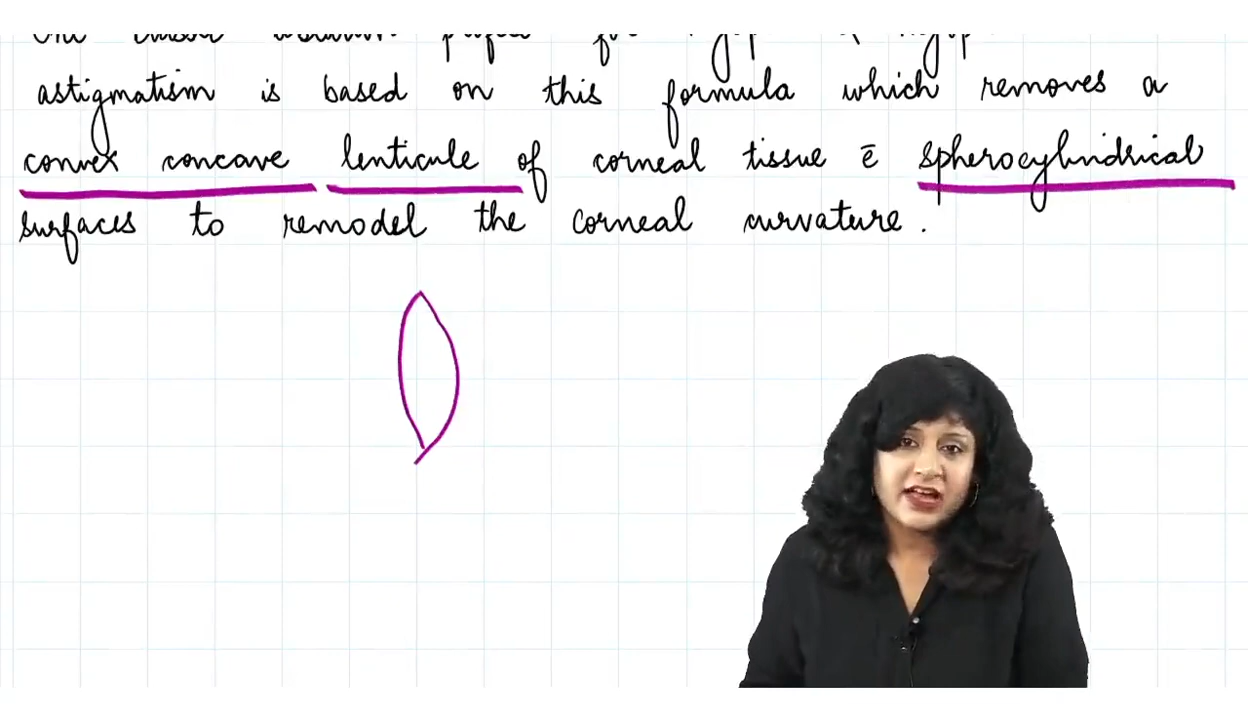 astigmatism is based on this formula which removes a
convex concave lenticule of corneal tissue c̄ spherocylindrical
surfaces to remodel the corneal curvature.